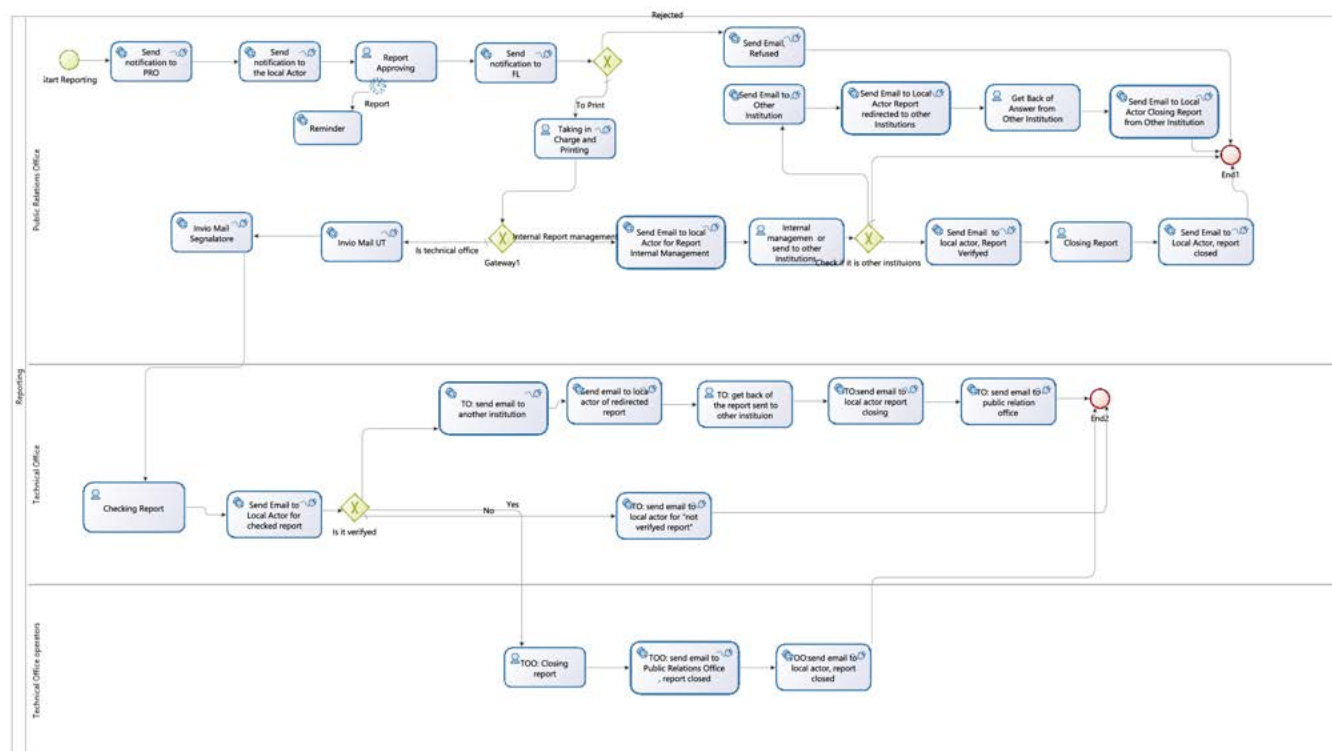 Rejected
Start Reporting
Send
notification to
PRO
Send
notification to
the local Actor
Report
Approving
Send
notification to
FL
Send Email,
Refused
Report
Reminder
To Print
Taking in
Charge and
Printing
Send Email to
Other
Institution
Send Email to Local
Actor Report
redirected to other
Institutions
Get Back of
Answer from
Other Institution
Send Email to Local
Actor Closing Report
from Other Institution
End1
Public Relations Office
Invio Mail
Segnalatore
Invio Mail UT
Is technical office
Gateway1
Internal Report management
Send Email to local
Actor for Report
Internal Management
Internal
managemen or
send to other
Institutions
Check if it is other instituions
Send Email to
local actor, Report
Verifyed
Closing Report
Send Email to
Local Actor, report
closed
Reporting
Technical Office
TO: send email to
another institution
Send email to local
actor of redirected
report
TO: get back of
the report sent to
other instituion
TO:send email to
local actor report
closing
TO: send email to
public relation
office
End2
Checking Report
Send Email to
Local Actor for
checked report
Is it verifyed
Yes
No
TO: send email to
local actor for "not
verifyed report"
Technical Office operators
TOO: Closing
report
TOO: send email to
Public Relations Office
, report closed
TOO:send email to
local actor, report
closed